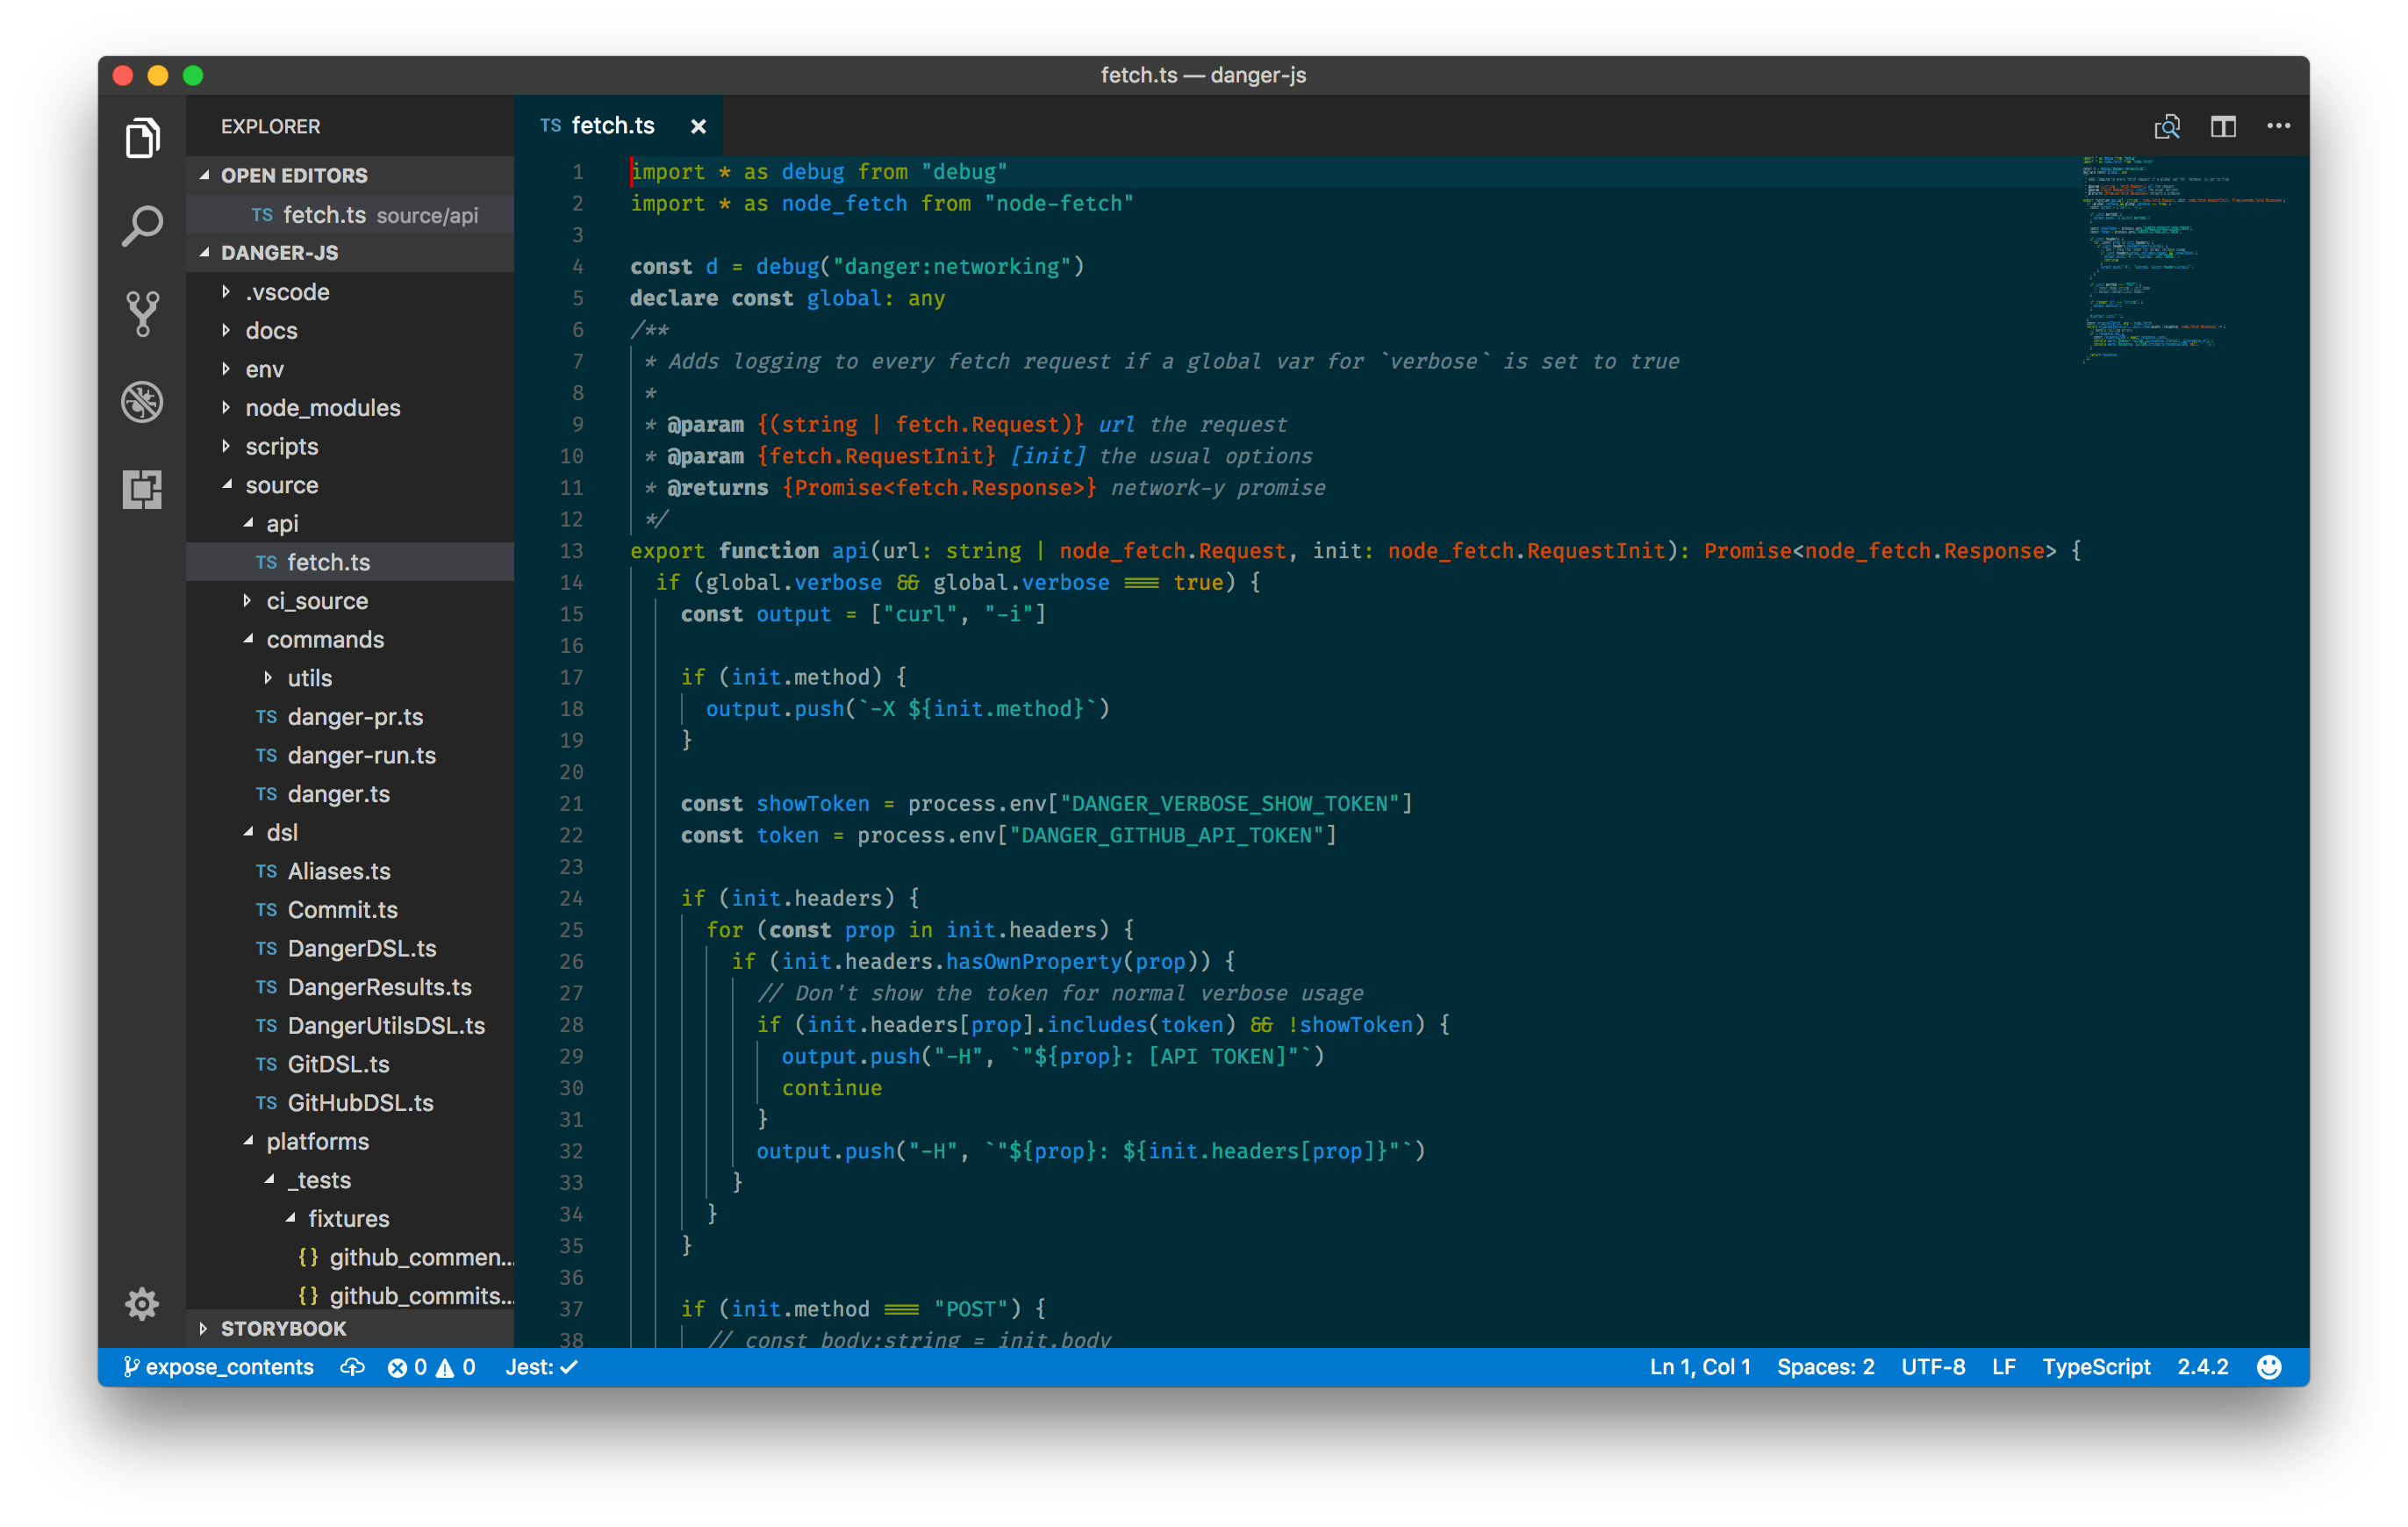 fetch.ts — danger-js
EXPLORER
OPEN EDITORS
TS fetch.ts source/api
DANGER-JS
.vscode
docs
env
node_modules
scripts
source
api
TS fetch.ts
ci_source
commands
utils
TS danger-pr.ts
TS danger-run.ts
TS danger.ts
dsl
TS Aliases.ts
TS Commit.ts
TS DangerDSL.ts
TS DangerResults.ts
TS DangerUtilsDSL.ts
TS GitDSL.ts
TS GitHubDSL.ts
platforms
_tests
fixtures
{} github_commen...
{} github_commits...
STORYBOOK
TS fetch.ts ×
1 import * as debug from "debug"
2 import * as node_fetch from "node-fetch"
3
4 const d = debug("danger:networking")
5 declare const global: any
6 /**
7 * Adds logging to every fetch request if a global var for `verbose` is set to true
8 *
9 * @param {(string | fetch.Request)} url the request
10 * @param {fetch.RequestInit} [init] the usual options
11 * @returns {Promise<fetch.Response>} network-y promise
12 */
13 export function api(url: string | node_fetch.Request, init: node_fetch.RequestInit): Promise<node_fetch.Response> {
14 if (global.verbose && global.verbose === true) {
15 const output = ["curl", "-i"]
16
17 if (init.method) {
18 output.push(`-X ${init.method}`)
19 }
20
21 const showToken = process.env["DANGER_VERBOSE_SHOW_TOKEN"]
22 const token = process.env["DANGER_GITHUB_API_TOKEN"]
23
24 if (init.headers) {
25 for (const prop in init.headers) {
26 if (init.headers.hasOwnProperty(prop)) {
27 // Don't show the token for normal verbose usage
28 if (init.headers[prop].includes(token) && !showToken) {
29 output.push("-H", `"${prop}: [API TOKEN]"`)
30 continue
31 }
32 output.push("-H", `"${prop}: ${init.headers[prop]}"`)
33 }
34 }
35 }
36
37 if (init.method === "POST") {
38 // const body:string = init.body
expose_contents 0 0 Jest: ✓ Ln 1, Col 1 Spaces: 2 UTF-8 LF TypeScript 2.4.2